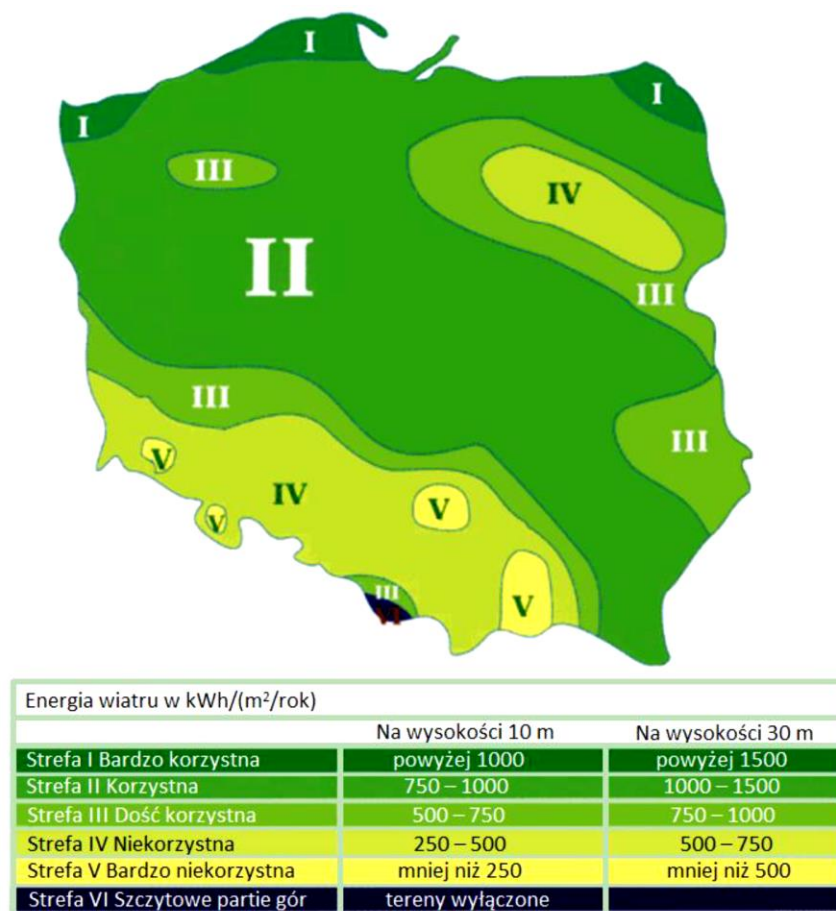 I
I
I
III
IV
II
III
III
III
V
IV
V
V
V
III
VI
Energia wiatru w kWh/(m²/rok)
Na wysokości 10 m Na wysokości 30 m
Strefa I Bardzo korzystna powyżej 1000 powyżej 1500
Strefa II Korzystna 750 – 1000 1000 – 1500
Strefa III Dość korzystna 500 – 750 750 – 1000
Strefa IV Niekorzystna 250 – 500 500 – 750
Strefa V Bardzo niekorzystna mniej niż 250 mniej niż 500
Strefa VI Szczytowe partie gór tereny wyłączone